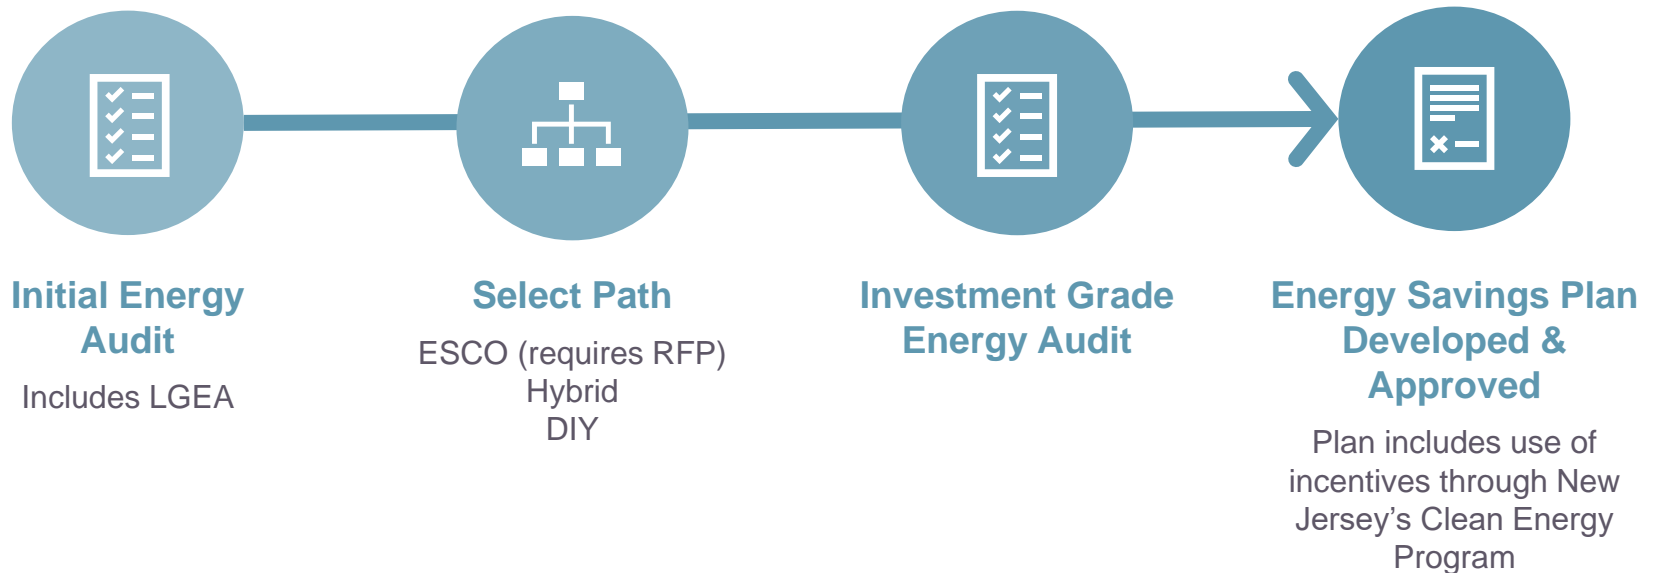 Initial Energy
Audit
Includes LGEA
Select Path
ESCO (requires RFP)
Hybrid
DIY
Investment Grade
Energy Audit
Energy Savings Plan
Developed &
Approved
Plan includes use of
incentives through New
Jersey’s Clean Energy
Program